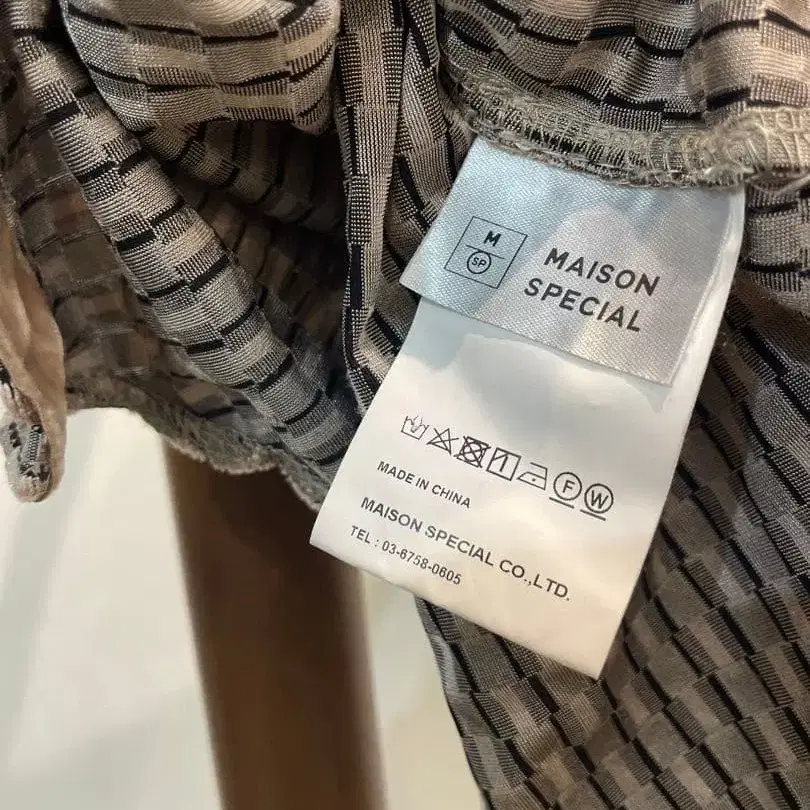 M
SP
MAISON
SPECIAL
F W
MADE IN CHINA
MAISON SPECIAL CO.,LTD.
TEL : 03-6758-0605